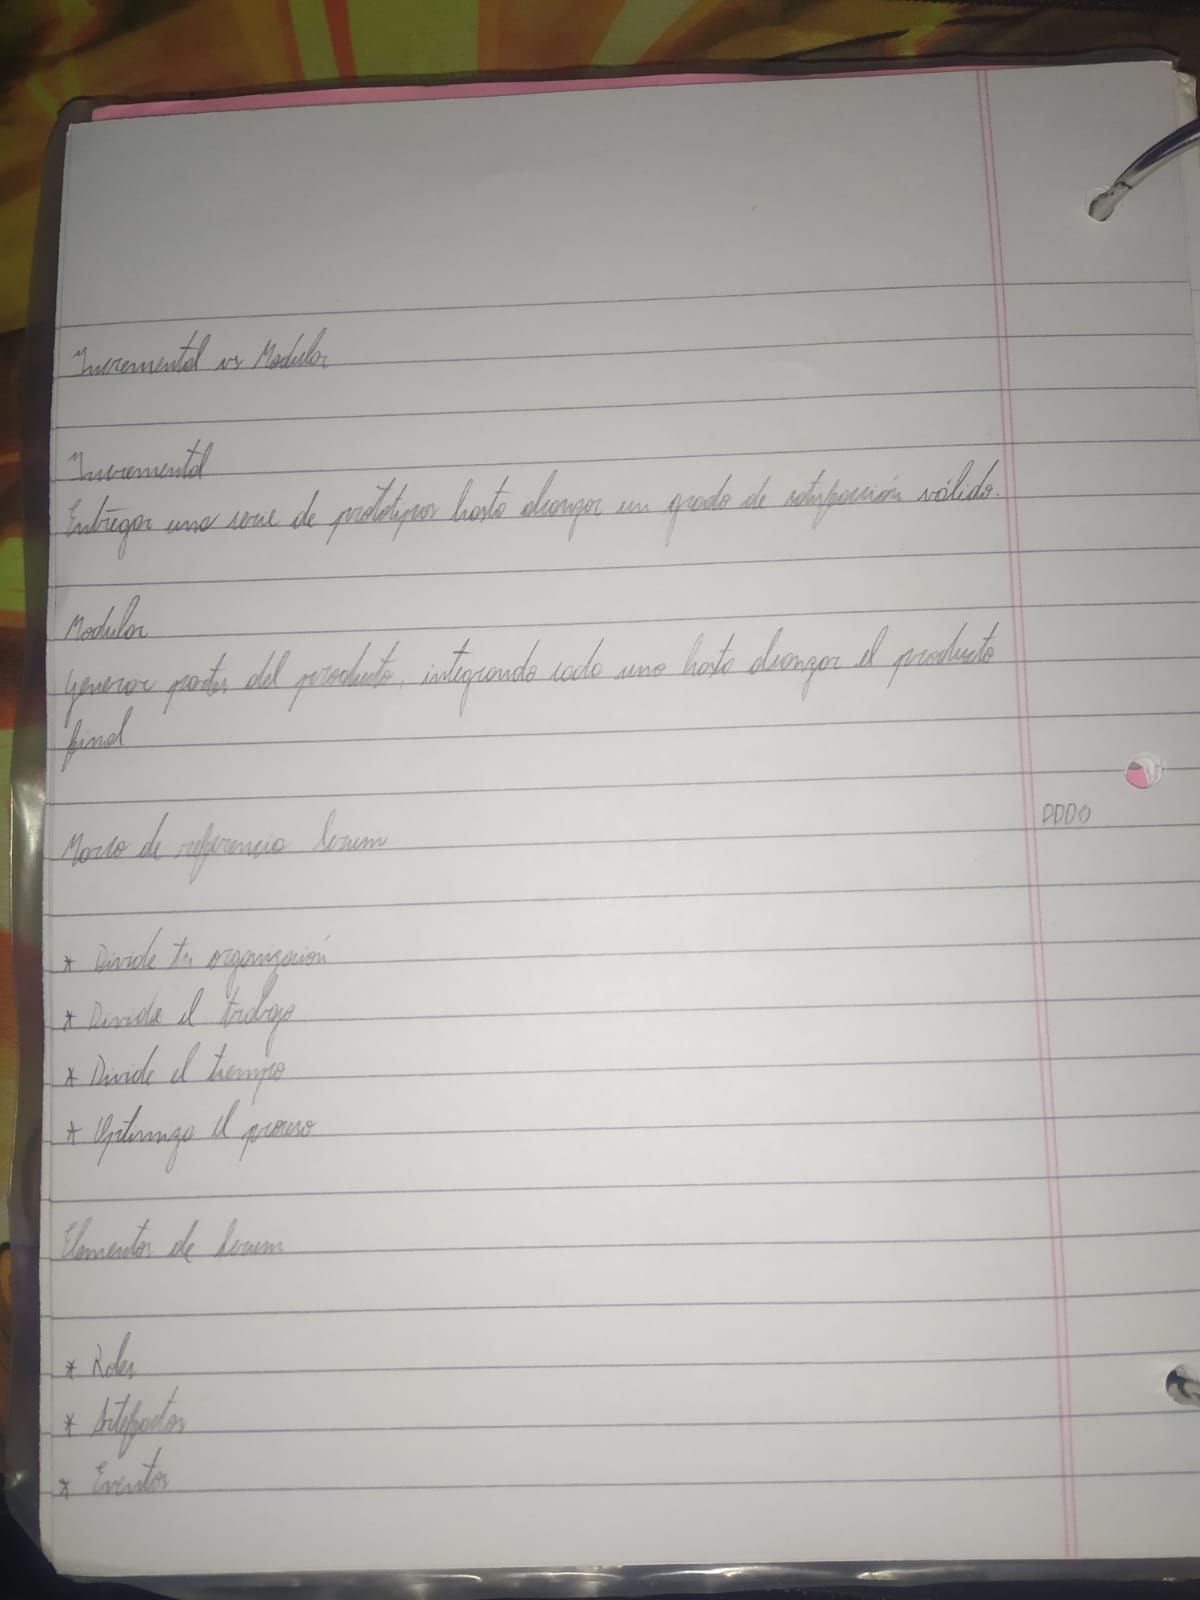 Incremental vs Modular
Incremental
Entregar una serie de prototipos hasta alcanzar un grado de satisfacción válido.
Modular
Generar partes del producto, integrando cada uno hasta alcanzar el producto
final
Marco de referencia Scrum
DDDO
* Divide tu organización
* Divide el trabajo
* Divide el tiempo
* Optimiza el proceso
Elementos de Scrum
* Roles
* Artefactos
* Eventos